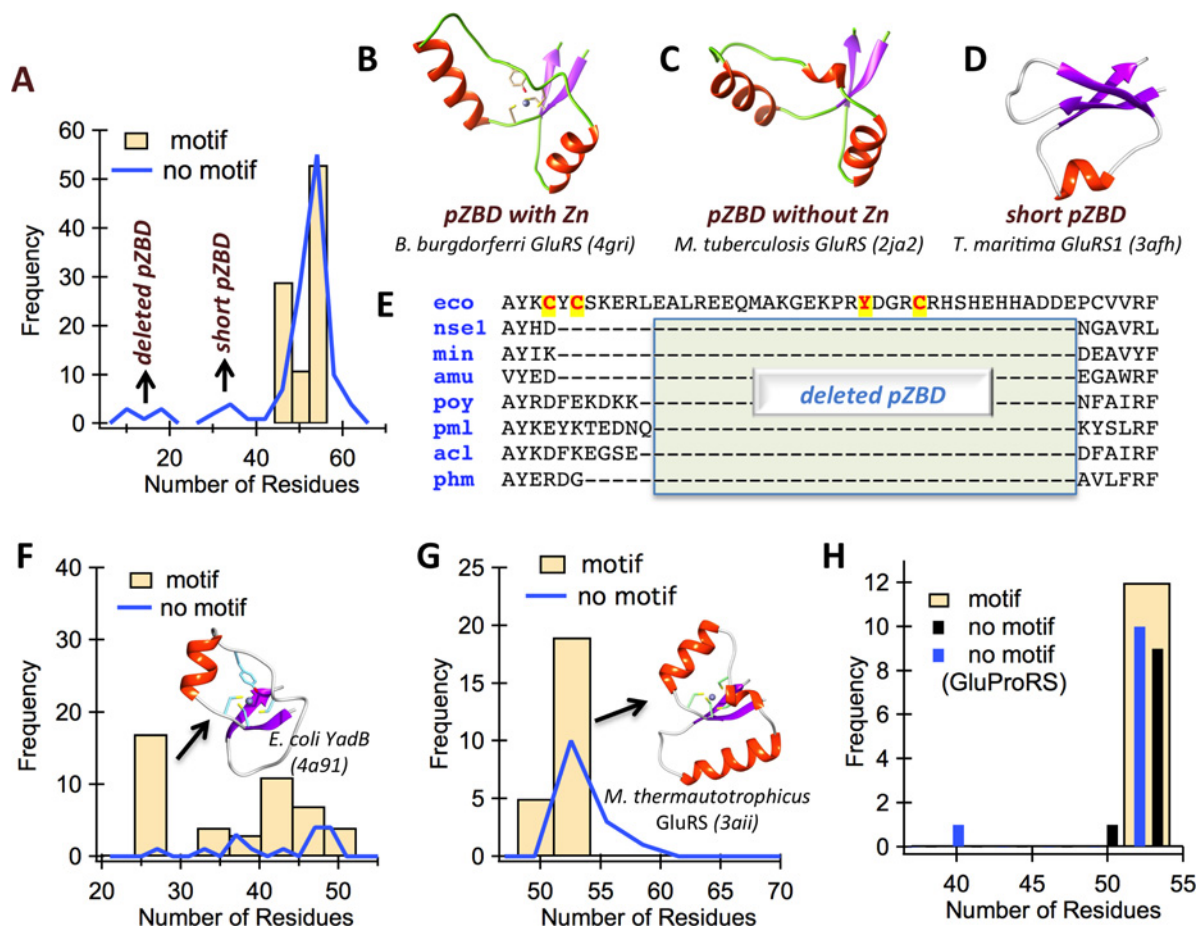 A
motif
no motif
Frequency
60
50
40
30
20
10
0
deleted pZBD
short pZBD
20
40
60
Number of Residues
B
pZBD with Zn
B. burgdorferri GluRS (4gri)
C
pZBD without Zn
M. tuberculosis GluRS (2ja2)
D
short pZBD
T. maritima GluRS1 (3afh)
E
eco AYKCYCSKERLEALREEQMAKGEKPRYDGRCRHSHEHHADDEPCVVRF
nse1 AYHD-------------------------------------NGAVRL
min AYIK-------------------------------------DEAVYF
amu VYED-------------------------------------EGAWRF
poy AYRDFEKDKK-------------------------------NFAIRF
pml AYKEYKTEDNQ------------------------------KYSLRF
acl AYKDFKEGSE-------------------------------DFAIRF
phm AYERDG-----------------------------------AVLFRF
deleted pZBD
F
motif
no motif
Frequency
40
30
20
10
0
E. coli YadB
(4a91)
20
30
40
50
Number of Residues
G
motif
no motif
Frequency
25
20
15
10
5
0
M. thermautotrophicus
GluRS (3aii)
50
55
60
65
70
Number of Residues
H
motif
no motif
no motif
(GluProRS)
Frequency
12
10
8
6
4
2
0
40
45
50
55
Number of Residues